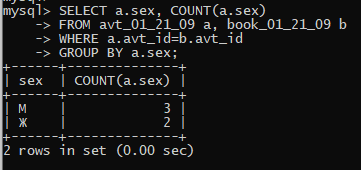 mysql> SELECT a.sex, COUNT(a.sex)
    -> FROM avt_01_21_09 a, book_01_21_09 b
    -> WHERE a.avt_id=b.avt_id
    -> GROUP BY a.sex;
+------+--------------+
| sex  | COUNT(a.sex) |
+------+--------------+
| М    |            3 |
| Ж    |            2 |
+------+--------------+
2 rows in set (0.00 sec)